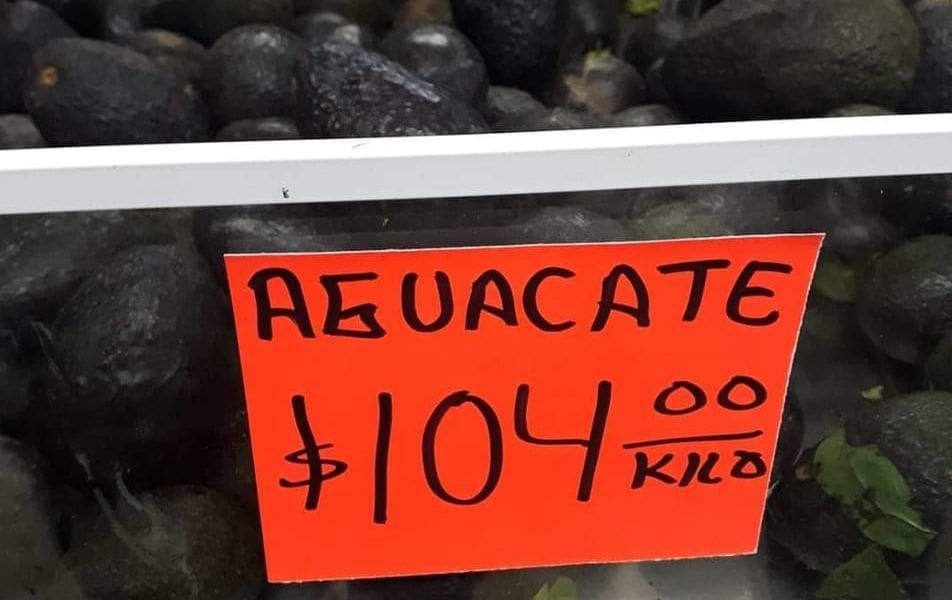 AGUACATE
$104 00
KILO